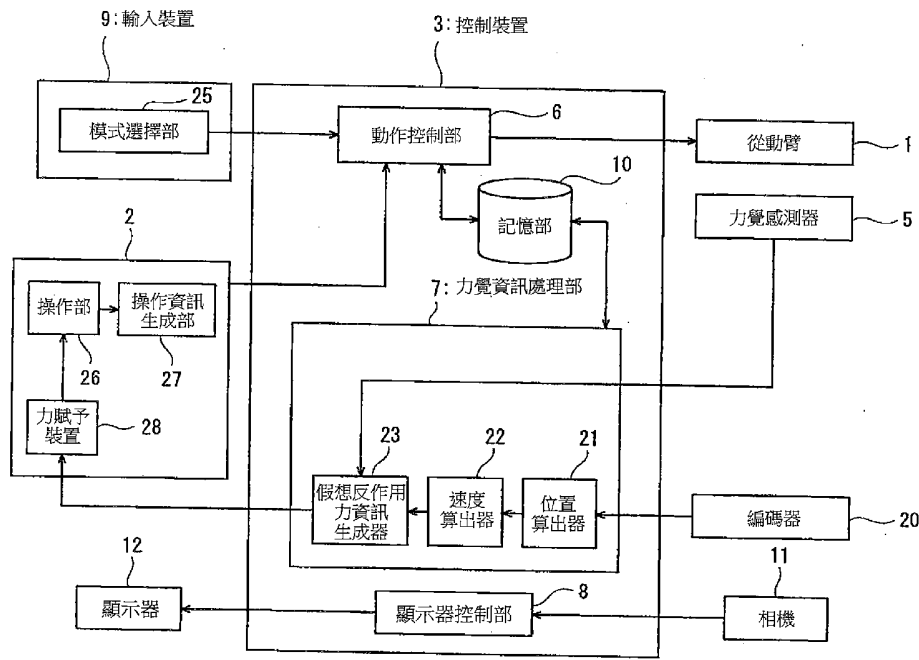 9:輸入裝置
25
模式選擇部
3:控制裝置
6
動作控制部
從動臂
1
10
記憶部
力覺感測器
5
2
操作部
操作資訊
生成部
26
27
力賦予
裝置
28
7:力覺資訊處理部
23
假想反作用
力資訊
生成器
22
速度
算出器
21
位置
算出器
編碼器
20
12
顯示器
8
顯示器控制部
11
相機